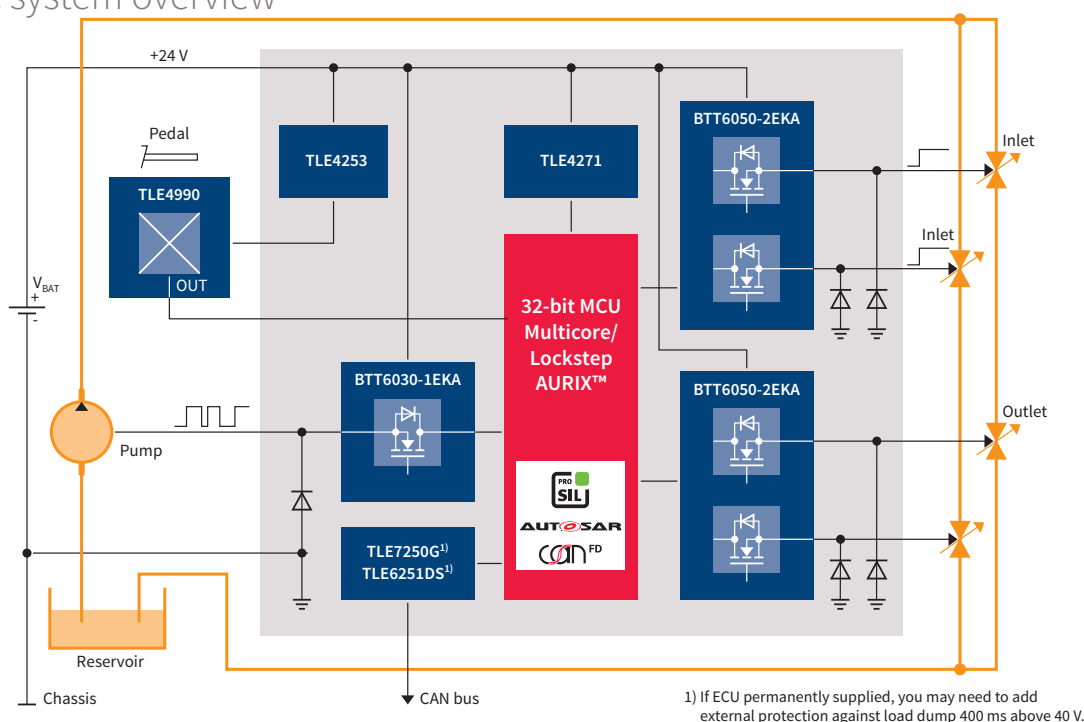 system overview
+24 V
BTT6050-2EKA
Pedal
TLE4253
TLE4271
Inlet
TLE4990
Inlet
OUT
VBAT
+
-
32-bit MCU
Multicore/
Lockstep
AURIX™
BTT6030-1EKA
BTT6050-2EKA
Outlet
Pump
PRO
SIL
AUTOSAR
CAN FD
TLE7250G1)
TLE6251DS1)
Reservoir
Chassis
CAN bus
1) If ECU permanently supplied, you may need to add
external protection against load dump 400 ms above 40 V.